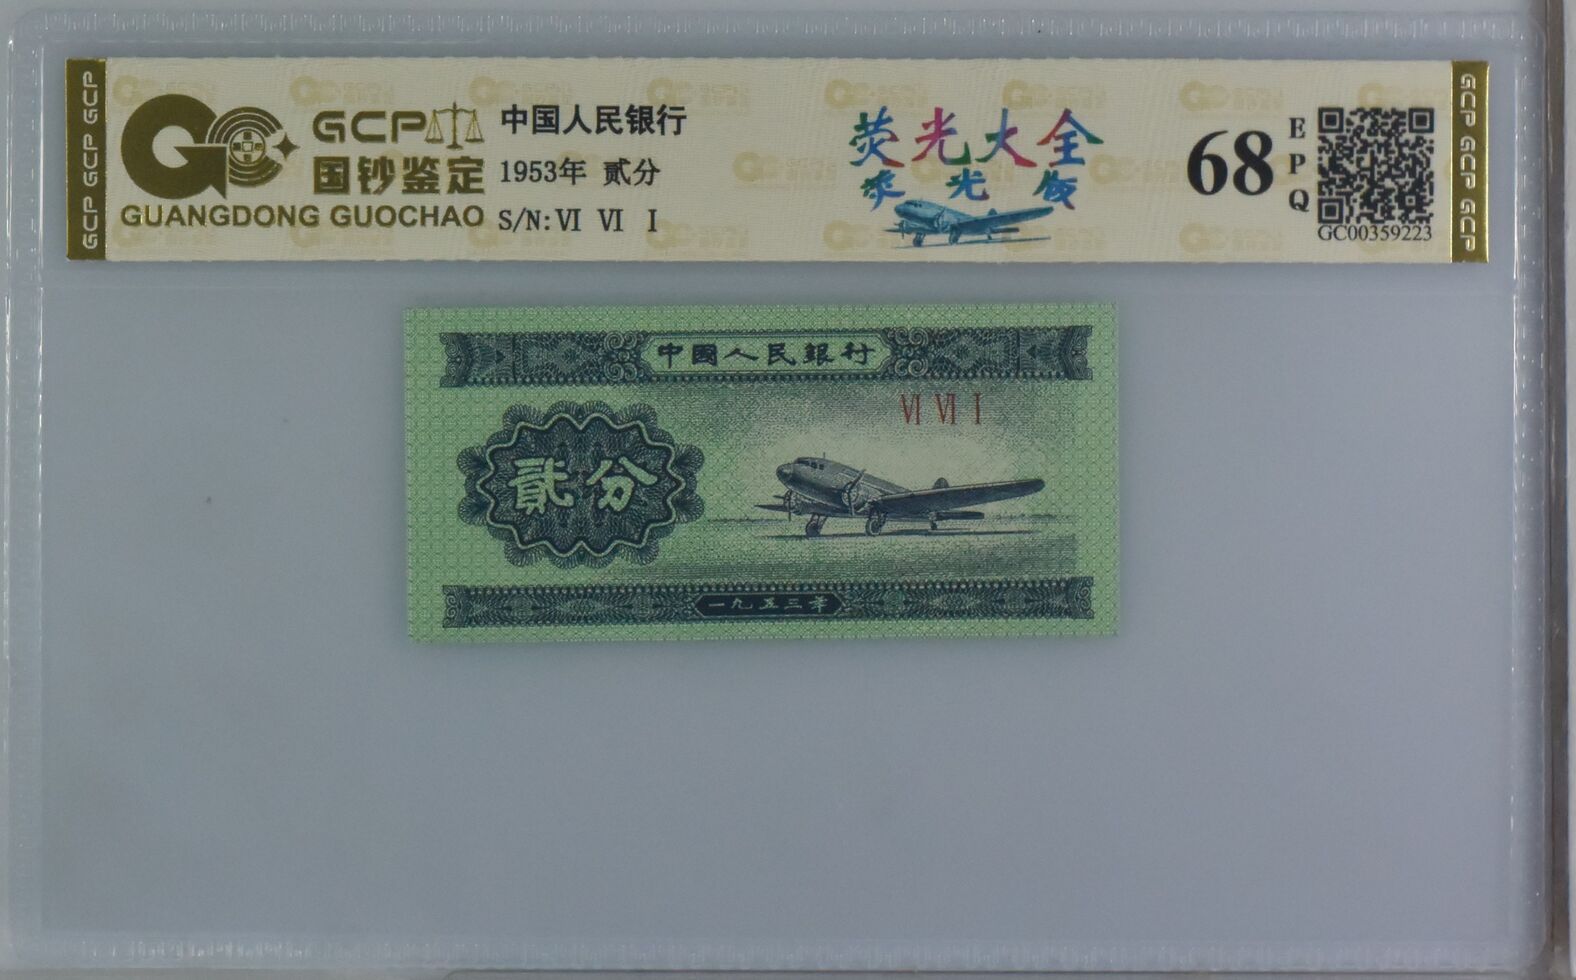 GCP GCP GCP
GCP
国钞鉴定
GUANGDONG GUOCHAO
中国人民银行
1953年 贰分
S/N:Ⅵ Ⅵ Ⅰ
荧光大全
荧光版
68
EPQ
GC00359223
GCP GCP GCP
中國人民銀行
Ⅵ Ⅵ Ⅰ
貳分
一九五三年